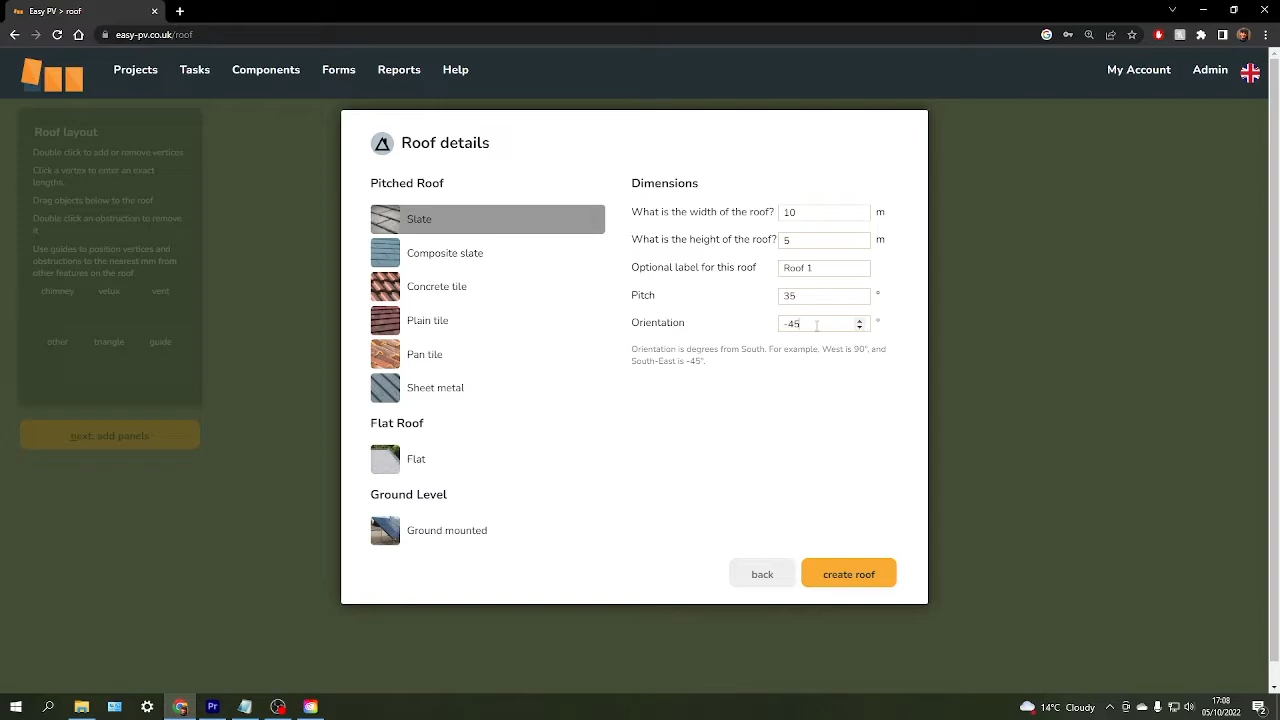 Easy PV > roof
easy-pv.co.uk/roof
Projects
Tasks
Components
Forms
Reports
Help
My Account
Admin
Roof layout
Double click to add or remove vertices
Click a vertex to enter an exact
lengths.
Drag objects below to the roof
Double click an obstruction to remove
it
Use guides to position vertices and
obstructions to the nearest mm from
other features on the roof
chimney
velux
vent
other
triangle
guide
next: add panels
Roof details
Pitched Roof
Slate
Composite slate
Concrete tile
Plain tile
Pan tile
Sheet metal
Flat Roof
Flat
Ground Level
Ground mounted
Dimensions
What is the width of the roof? 10 m
What is the height of the roof? 5 m
Optional label for this roof Roof 1
Pitch 35 °
Orientation -45 °
Orientation is degrees from South. For example, West is 90°, and
South-East is -45°.
back
create roof
Pr
14°C Cloudy
17:08
05/10/2022